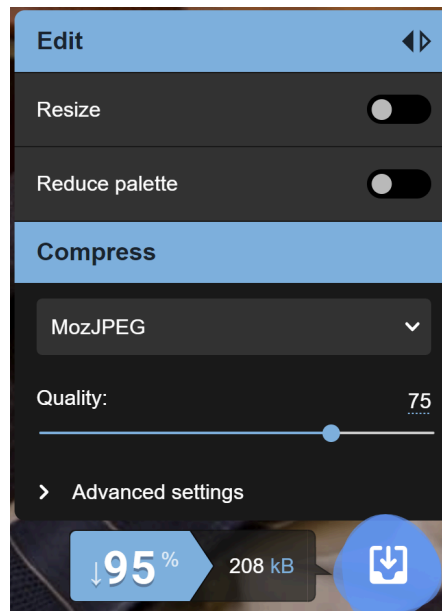 Edit
Resize
Reduce palette
Compress
MozJPEG
Quality: 75
Advanced settings
↓95 % 208 kB